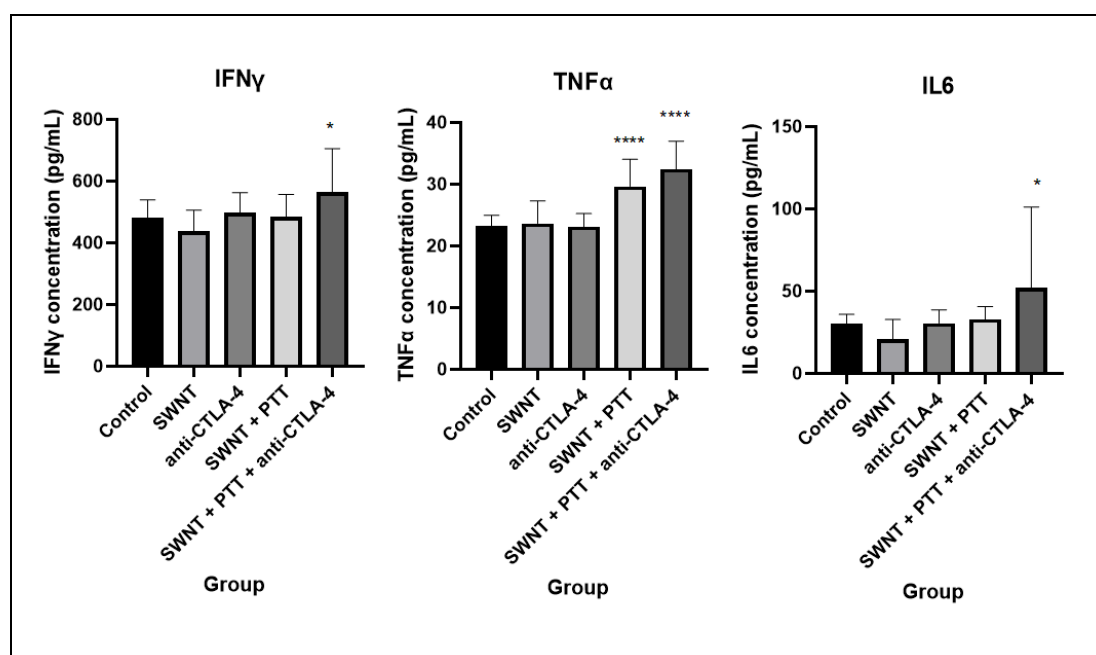 IFNγ
IFNγ concentration (pg/mL)
800
600
400
200
0
*
Control
SWNT
anti-CTLA-4
SWNT + PTT
SWNT + PTT + anti-CTLA-4
Group
TNFα
TNFα concentration (pg/mL)
40
30
20
10
0
****
****
Control
SWNT
anti-CTLA-4
SWNT + PTT
SWNT + PTT + anti-CTLA-4
Group
IL6
IL6 concentration (pg/mL)
150
100
50
0
*
Control
SWNT
anti-CTLA-4
SWNT + PTT
SWNT + PTT + anti-CTLA-4
Group